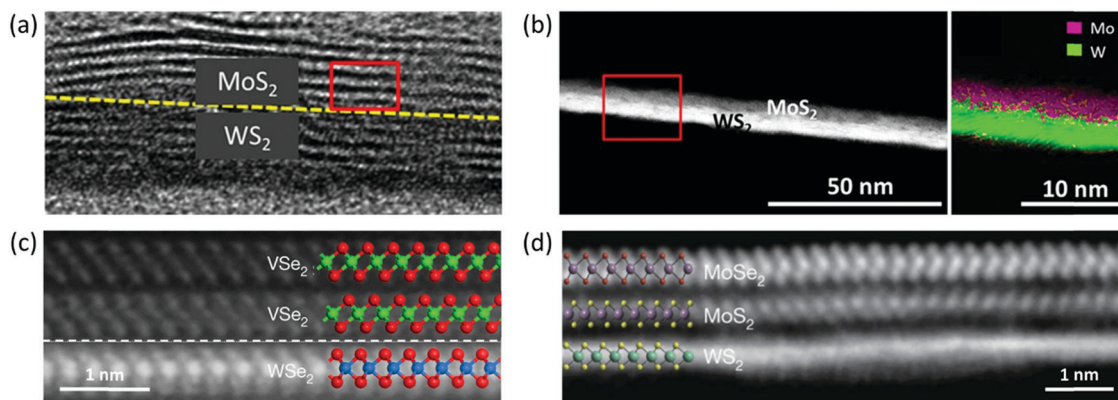 (a)
MoS₂
WS₂
(b)
MoS₂
WS₂
50 nm
Mo
W
10 nm
(c)
VSe₂
VSe₂
WSe₂
1 nm
(d)
MoSe₂
MoS₂
WS₂
1 nm